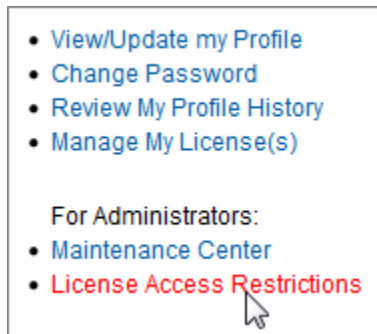 • View/Update my Profile
• Change Password
• Review My Profile History
• Manage My License(s)
For Administrators:
• Maintenance Center
• License Access Restrictions